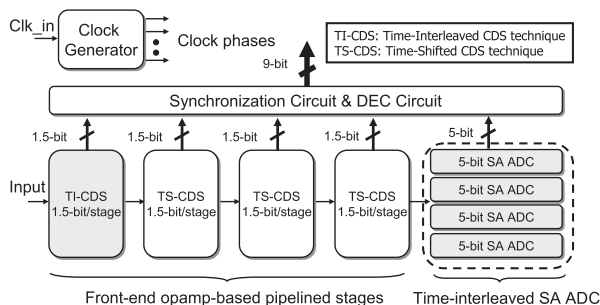 Clk_in
Clock
Generator
Clock phases
TI-CDS: Time-Interleaved CDS technique
TS-CDS: Time-Shifted CDS technique
9-bit
Synchronization Circuit & DEC Circuit
1.5-bit
1.5-bit
1.5-bit
1.5-bit
5-bit
Input
TI-CDS
1.5-bit/stage
TS-CDS
1.5-bit/stage
TS-CDS
1.5-bit/stage
TS-CDS
1.5-bit/stage
5-bit SA ADC
5-bit SA ADC
5-bit SA ADC
5-bit SA ADC
Front-end opamp-based pipelined stages
Time-interleaved SA ADC